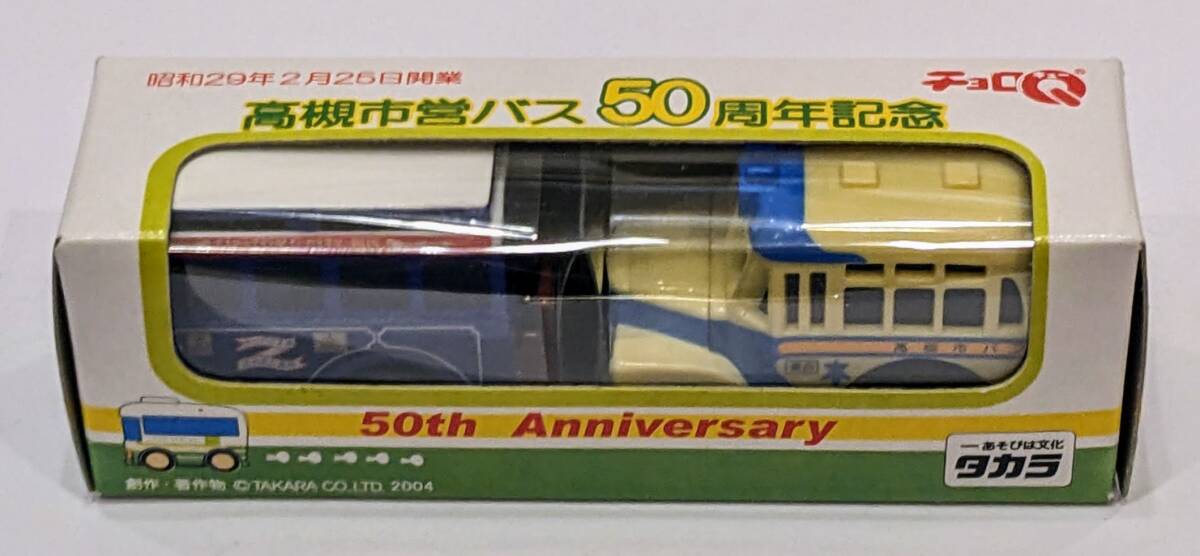 昭和29年2月25日開業
チョロQ®
高槻市営バス50周年記念
高槻市バ
50th Anniversary
―あそびは文化
タカラ
創作・著作物 ©TAKARA CO.,LTD. 2004